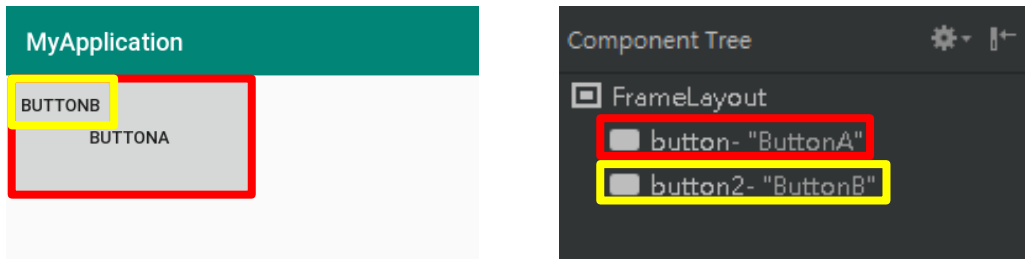 MyApplication
BUTTONB
BUTTONA
Component Tree
FrameLayout
button- "ButtonA"
button2- "ButtonB"